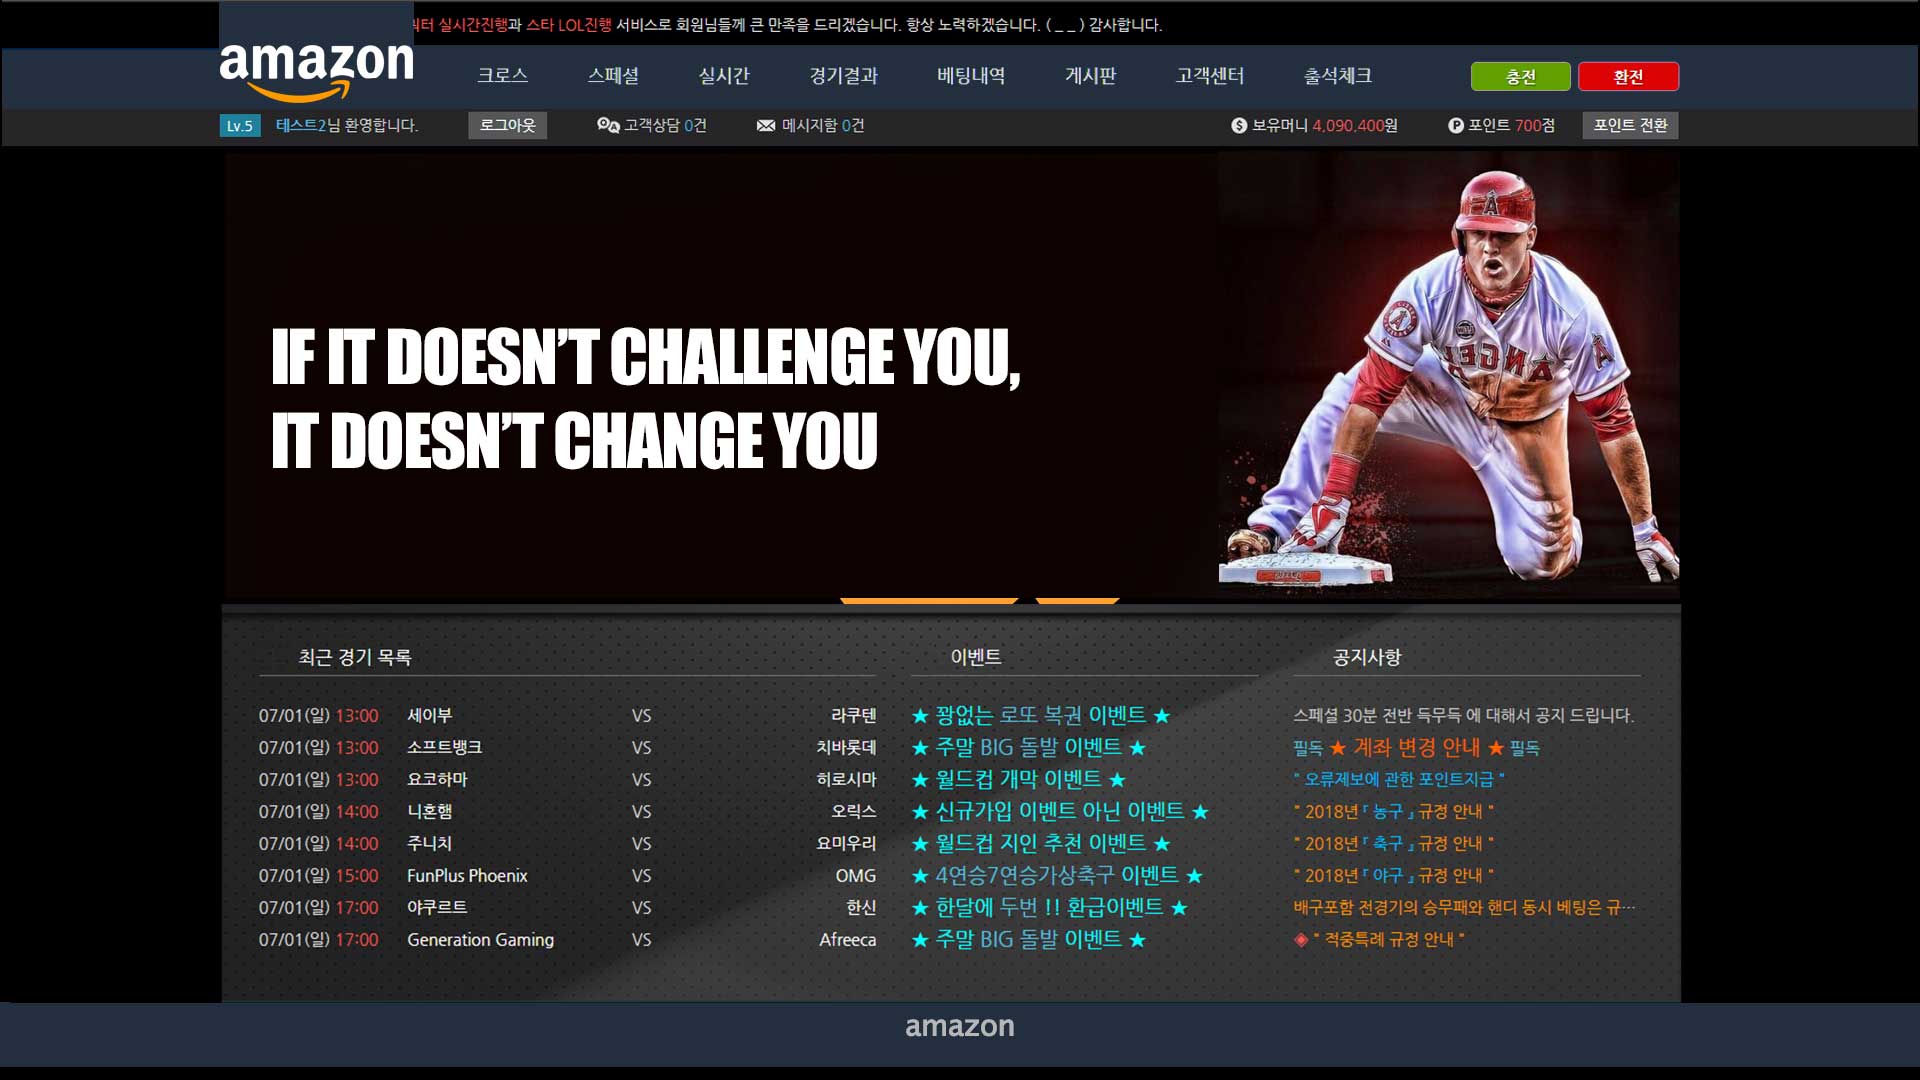 실시간진행과 스타 LOL진행 서비스로 회원님들께 큰 만족을 드리겠습니다. 항상 노력하겠습니다. ( _ _ ) 감사합니다.
amazon
크로스 스페셜 실시간 경기결과 베팅내역 게시판 고객센터 출석체크 충전 환전
Lv.5 테스트2님 환영합니다. 로그아웃 고객상담 0건 메시지함 0건 보유머니 4,090,400원 포인트 700점 포인트 전환
IF IT DOESN'T CHALLENGE YOU,
IT DOESN'T CHANGE YOU
최근 경기 목록
07/01(일) 13:00 세이부 VS 라쿠텐
07/01(일) 13:00 소프트뱅크 VS 치바롯데
07/01(일) 13:00 요코하마 VS 히로시마
07/01(일) 14:00 니혼햄 VS 오릭스
07/01(일) 14:00 주니치 VS 요미우리
07/01(일) 15:00 FunPlus Phoenix VS OMG
07/01(일) 17:00 야쿠르트 VS 한신
07/01(일) 17:00 Generation Gaming VS Afreeca
이벤트
★ 꽝없는 로또 복권 이벤트 ★
★ 주말 BIG 돌발 이벤트 ★
★ 월드컵 개막 이벤트 ★
★ 신규가입 이벤트 아닌 이벤트 ★
★ 월드컵 지인 추천 이벤트 ★
★ 4연승7연승가상축구 이벤트 ★
★ 한달에 두번 !! 환급이벤트 ★
★ 주말 BIG 돌발 이벤트 ★
공지사항
스페셜 30분 전반 득무득 에 대해서 공지 드립니다.
필독 ★ 계좌 변경 안내 ★ 필독
" 오류제보에 관한 포인트지급 "
" 2018년『 농구 』규정 안내 "
" 2018년『 축구 』규정 안내 "
" 2018년『 야구 』규정 안내 "
배구포함 전경기의 승무패와 핸디 동시 베팅은 규…
◈ " 적중특례 규정 안내 "
amazon